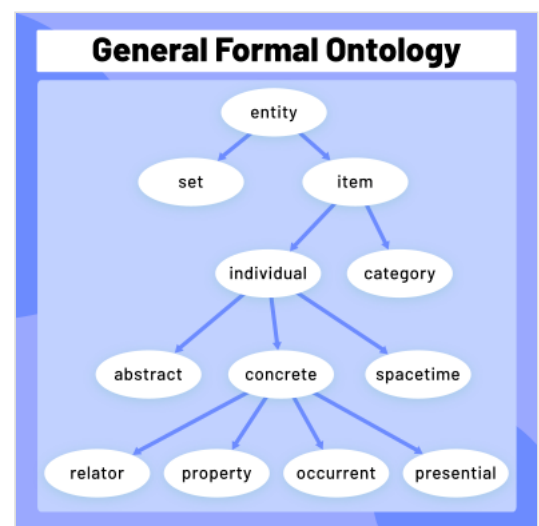 General Formal Ontology
entity
set item
individual category
abstract concrete spacetime
relator property occurrent presential